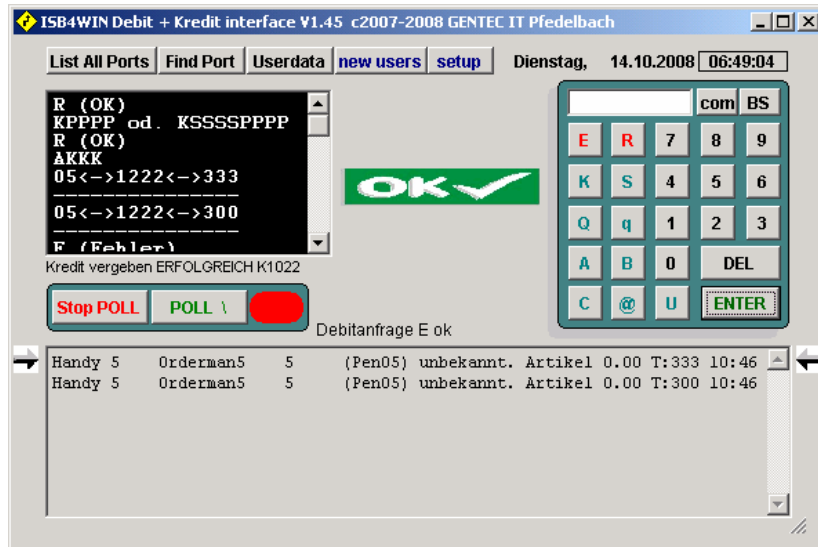 ISB4WIN Debit + Kredit interface V1.45 c2007-2008 GENTEC IT Pfedelbach
List All Ports Find Port Userdata new users setup Dienstag, 14.10.2008 06:49:04
R (OK)
KPPPP od. KSSSSPPPP
R (OK)
AKKK
05<->1222<->333
---------------
05<->1222<->300
---------------
F (Fehler)
OK
com BS
E R 7 8 9
K S 4 5 6
Q q 1 2 3
A B 0 DEL
C @ U ENTER
Kredit vergeben ERFOLGREICH K1022
Stop POLL POLL \
Debitanfrage E ok
Handy 5 Orderman5 5 (Pen05) unbekannt. Artikel 0.00 T:333 10:46
Handy 5 Orderman5 5 (Pen05) unbekannt. Artikel 0.00 T:300 10:46